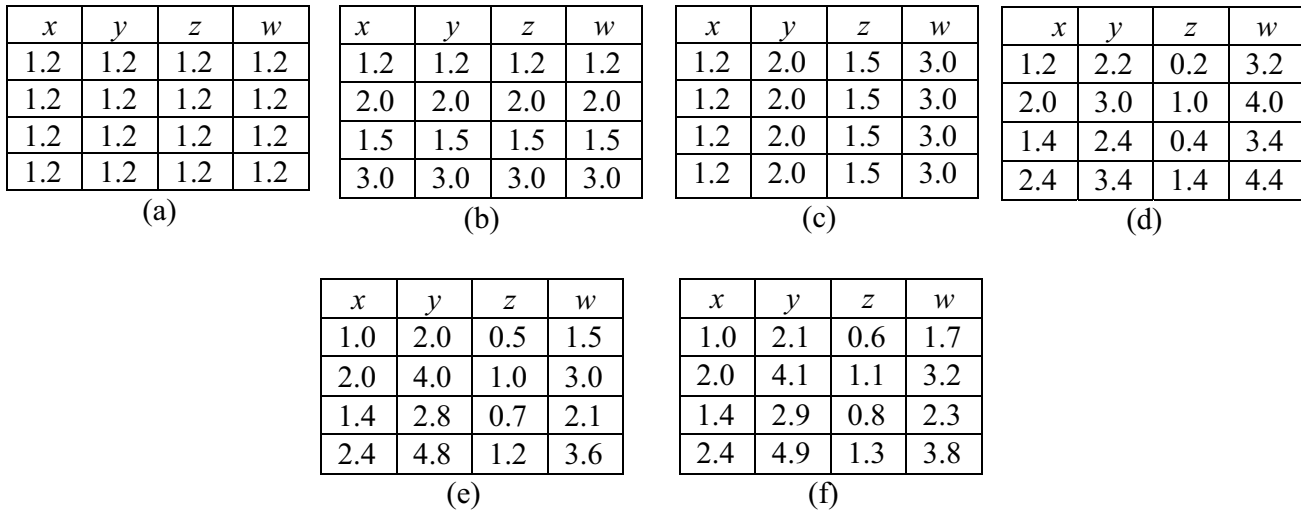 x y z w
1.2 1.2 1.2 1.2
1.2 1.2 1.2 1.2
1.2 1.2 1.2 1.2
1.2 1.2 1.2 1.2
(a)
x y z w
1.2 1.2 1.2 1.2
2.0 2.0 2.0 2.0
1.5 1.5 1.5 1.5
3.0 3.0 3.0 3.0
(b)
x y z w
1.2 2.0 1.5 3.0
1.2 2.0 1.5 3.0
1.2 2.0 1.5 3.0
1.2 2.0 1.5 3.0
(c)
x y z w
1.2 2.2 0.2 3.2
2.0 3.0 1.0 4.0
1.4 2.4 0.4 3.4
2.4 3.4 1.4 4.4
(d)
x y z w
1.0 2.0 0.5 1.5
2.0 4.0 1.0 3.0
1.4 2.8 0.7 2.1
2.4 4.8 1.2 3.6
(e)
x y z w
1.0 2.1 0.6 1.7
2.0 4.1 1.1 3.2
1.4 2.9 0.8 2.3
2.4 4.9 1.3 3.8
(f)